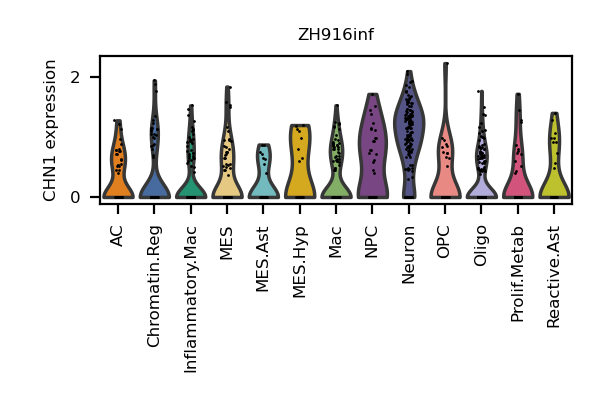 ZH916inf
CHN1 expression
2
0
AC
Chromatin.Reg
Inflammatory.Mac
MES
MES.Ast
MES.Hyp
Mac
NPC
Neuron
OPC
Oligo
Prolif.Metab
Reactive.Ast